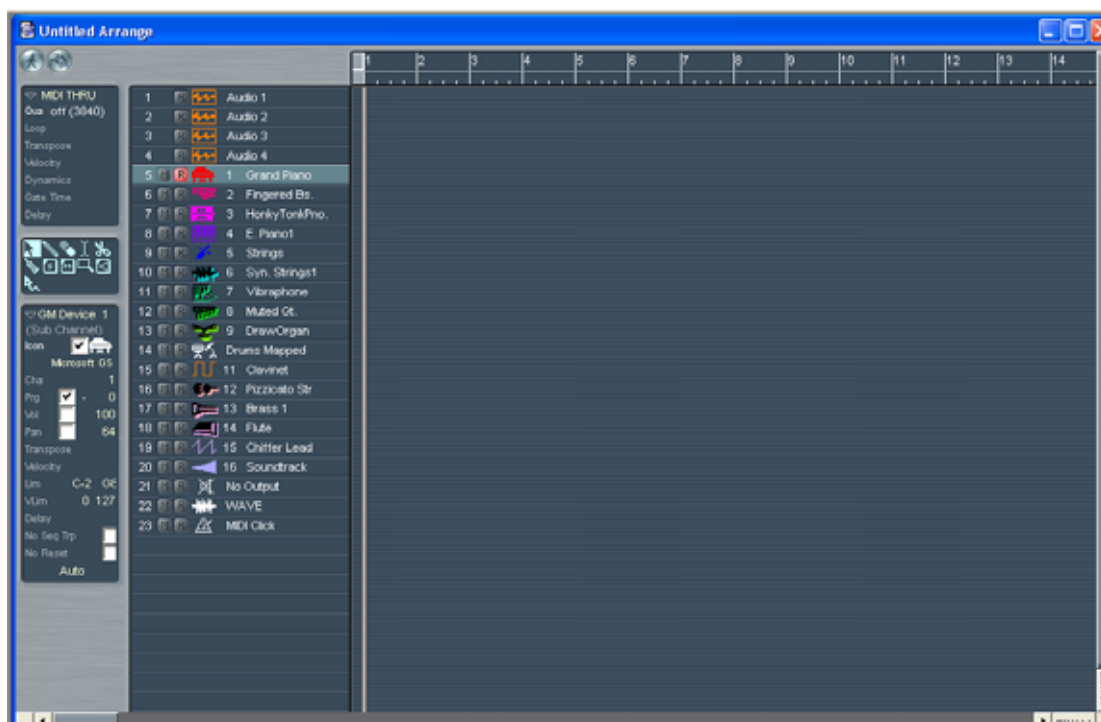 Untitled Arrange
1 2 3 4 5 6 7 8 9 10 11 12 13 14
MIDI THRU
Qua off (3840)
Loop
Transpose
Velocity
Dynamics
Gate Time
Delay
GM Device 1
(Sub Channel)
Icon
Microsoft GS
Cha 1
Prg - 0
Vol 100
Pan 64
Transpose
Velocity
Lim C-2 G8
VLim 0 127
Delay
No Seq Trp
No Reset
Auto
1 R Audio 1
2 R Audio 2
3 R Audio 3
4 R Audio 4
5 R 1 Grand Piano
6 R 2 Fingered Bs.
7 R 3 HonkyTonkPno.
8 R 4 E. Piano1
9 R 5 Strings
10 R 6 Syn. Strings1
11 R 7 Vibraphone
12 R 8 Muted Gt.
13 R 9 DrawOrgan
14 R Drums Mapped
15 R 11 Clavinet
16 R 12 Pizzicato Str
17 R 13 Brass 1
18 R 14 Flute
19 R 15 Chiffer Lead
20 R 16 Soundtrack
21 R No Output
22 R WAVE
23 R MIDI Click